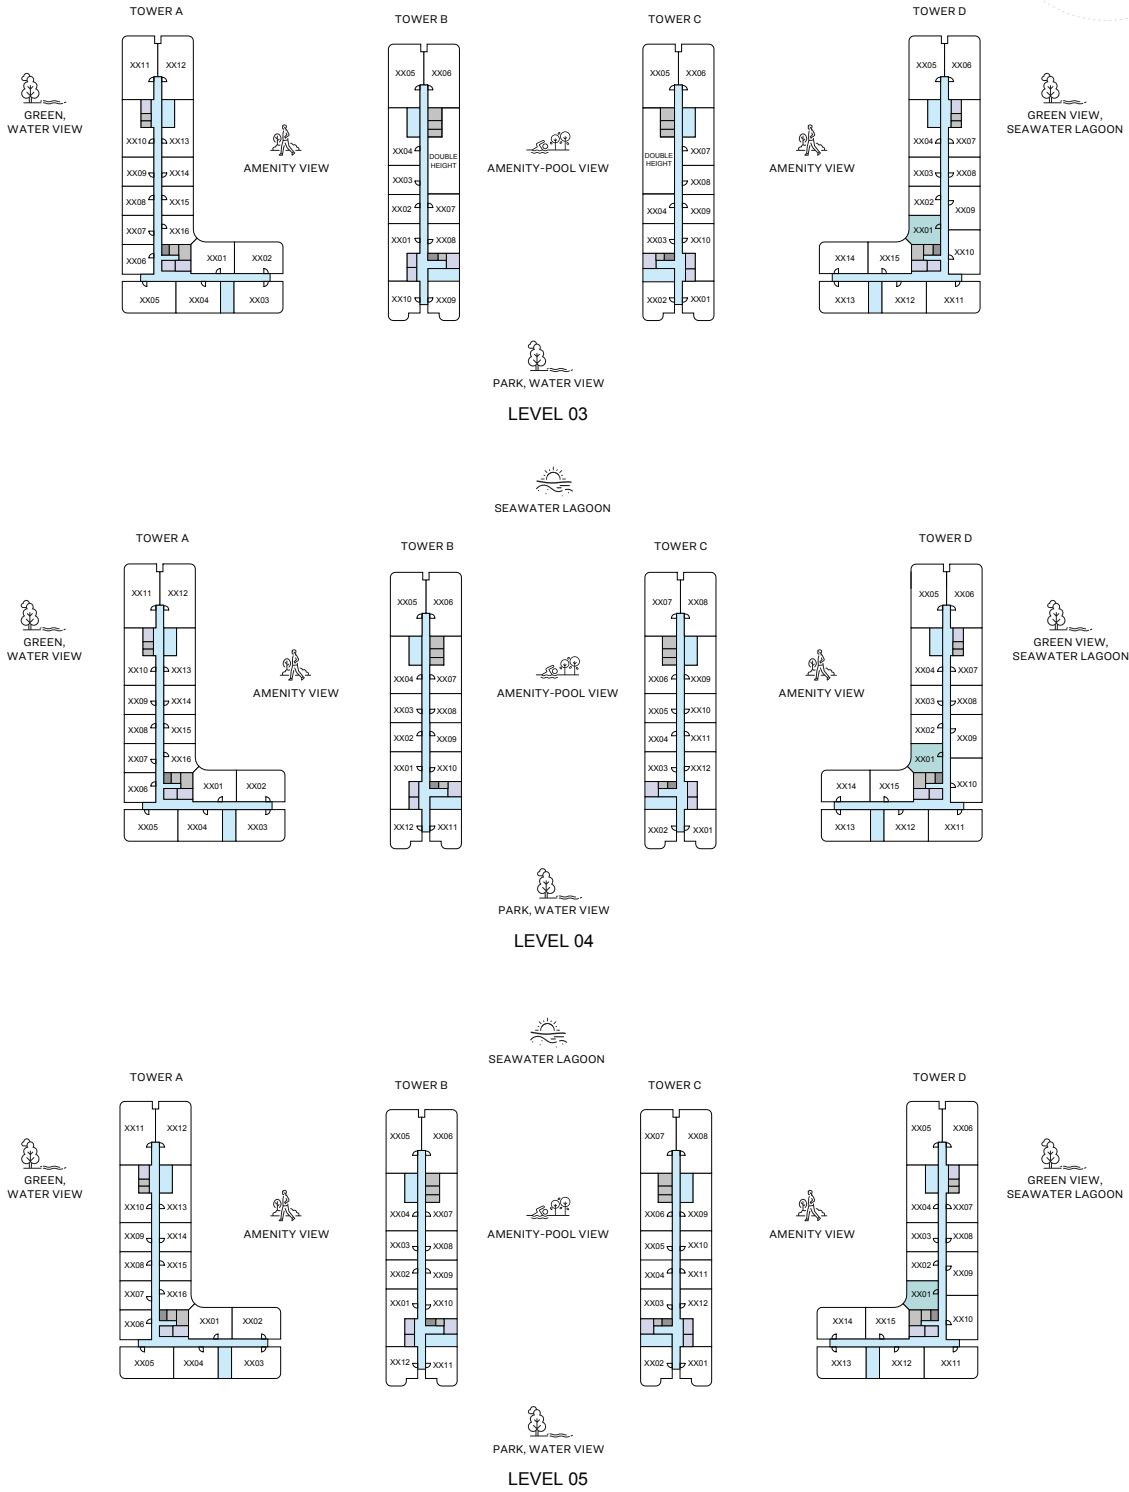 TOWER A
TOWER B
TOWER C
TOWER D
XX11 XX12
XX05 XX06
XX05 XX06
XX05 XX06
GREEN,
WATER VIEW
GREEN VIEW,
SEAWATER LAGOON
XX10 XX13
XX04
DOUBLE
HEIGHT
XX07
DOUBLE
HEIGHT
XX04 XX07
AMENITY VIEW
AMENITY-POOL VIEW
AMENITY VIEW
XX09 XX14
XX03
XX08
XX03 XX08
XX08 XX15
XX02 XX07
XX04 XX09
XX02 XX09
XX07 XX16
XX01 XX08
XX03 XX10
XX01 XX10
XX06 XX01 XX02
XX14 XX15
XX05 XX04 XX03
XX10 XX09
XX02 XX01
XX13 XX12 XX11
PARK, WATER VIEW
LEVEL 03
SEAWATER LAGOON
TOWER A
TOWER B
TOWER C
TOWER D
XX11 XX12
XX05 XX06
XX07 XX08
XX05 XX06
GREEN,
WATER VIEW
GREEN VIEW,
SEAWATER LAGOON
XX10 XX13
XX04 XX07
XX06 XX09
XX04 XX07
AMENITY VIEW
AMENITY-POOL VIEW
AMENITY VIEW
XX09 XX14
XX03 XX08
XX05 XX10
XX03 XX08
XX08 XX15
XX02 XX09
XX04 XX11
XX02 XX09
XX07 XX16
XX01 XX10
XX03 XX12
XX01 XX10
XX06 XX01 XX02
XX14 XX15
XX05 XX04 XX03
XX12 XX11
XX02 XX01
XX13 XX12 XX11
PARK, WATER VIEW
LEVEL 04
SEAWATER LAGOON
TOWER A
TOWER B
TOWER C
TOWER D
XX11 XX12
XX05 XX06
XX07 XX08
XX05 XX06
GREEN,
WATER VIEW
GREEN VIEW,
SEAWATER LAGOON
XX10 XX13
XX04 XX07
XX06 XX09
XX04 XX07
AMENITY VIEW
AMENITY-POOL VIEW
AMENITY VIEW
XX09 XX14
XX03 XX08
XX05 XX10
XX03 XX08
XX08 XX15
XX02 XX09
XX04 XX11
XX02 XX09
XX07 XX16
XX01 XX10
XX03 XX12
XX01 XX10
XX06 XX01 XX02
XX14 XX15
XX05 XX04 XX03
XX12 XX11
XX02 XX01
XX13 XX12 XX11
PARK, WATER VIEW
LEVEL 05